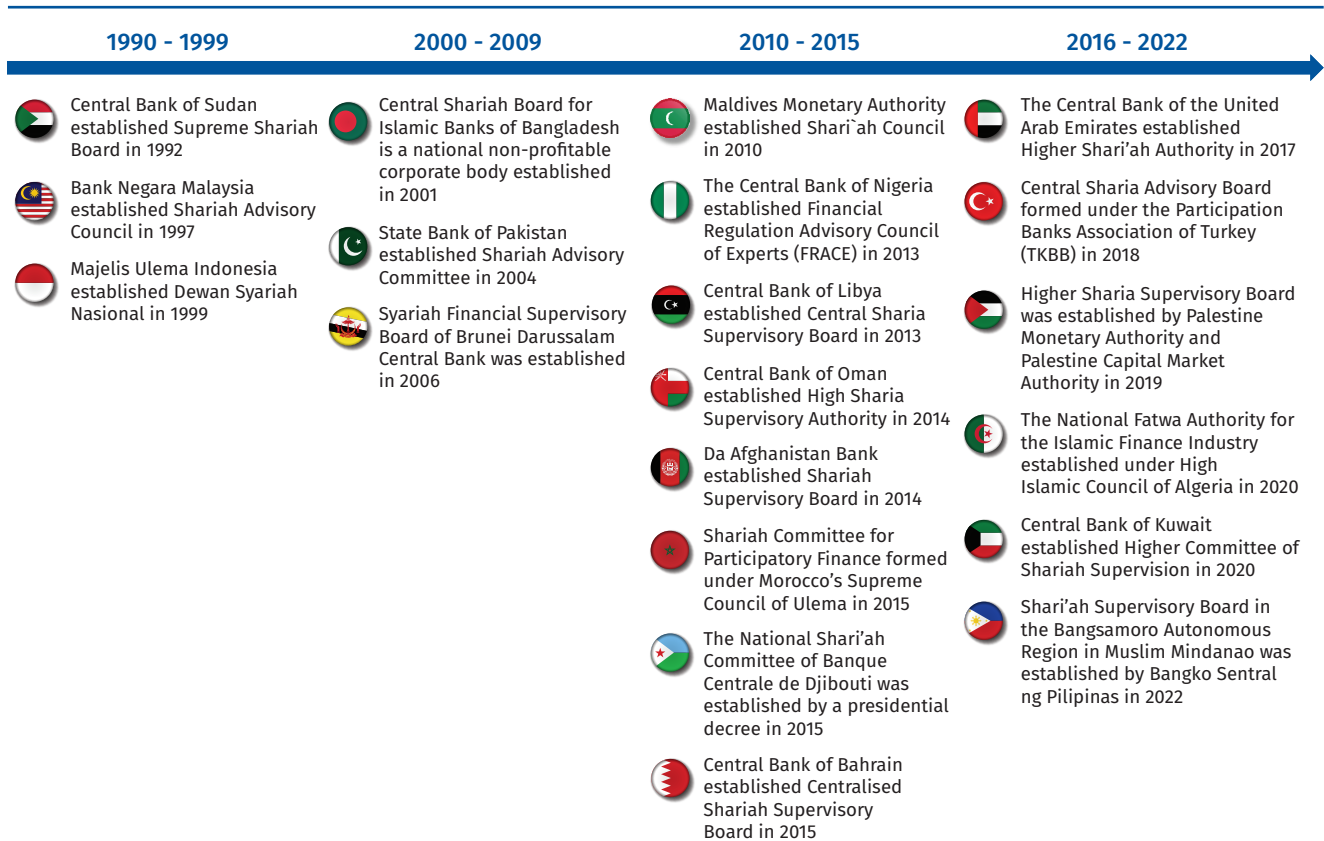 1990 - 1999
2000 - 2009
2010 - 2015
2016 - 2022
Central Bank of Sudan
established Supreme Shariah
Board in 1992
Bank Negara Malaysia
established Shariah Advisory
Council in 1997
Majelis Ulema Indonesia
established Dewan Syariah
Nasional in 1999
Central Shariah Board for
Islamic Banks of Bangladesh
is a national non-profitable
corporate body established
in 2001
State Bank of Pakistan
established Shariah Advisory
Committee in 2004
Syariah Financial Supervisory
Board of Brunei Darussalam
Central Bank was established
in 2006
Maldives Monetary Authority
established Shari`ah Council
in 2010
The Central Bank of Nigeria
established Financial
Regulation Advisory Council
of Experts (FRACE) in 2013
Central Bank of Libya
established Central Sharia
Supervisory Board in 2013
Central Bank of Oman
established High Sharia
Supervisory Authority in 2014
Da Afghanistan Bank
established Shariah
Supervisory Board in 2014
Shariah Committee for
Participatory Finance formed
under Morocco’s Supreme
Council of Ulema in 2015
The National Shari’ah
Committee of Banque
Centrale de Djibouti was
established by a presidential
decree in 2015
Central Bank of Bahrain
established Centralised
Shariah Supervisory
Board in 2015
The Central Bank of the United
Arab Emirates established
Higher Shari’ah Authority in 2017
Central Sharia Advisory Board
formed under the Participation
Banks Association of Turkey
(TKBB) in 2018
Higher Sharia Supervisory Board
was established by Palestine
Monetary Authority and
Palestine Capital Market
Authority in 2019
The National Fatwa Authority for
the Islamic Finance Industry
established under High
Islamic Council of Algeria in 2020
Central Bank of Kuwait
established Higher Committee of
Shariah Supervision in 2020
Shari’ah Supervisory Board in
the Bangsamoro Autonomous
Region in Muslim Mindanao was
established by Bangko Sentral
ng Pilipinas in 2022